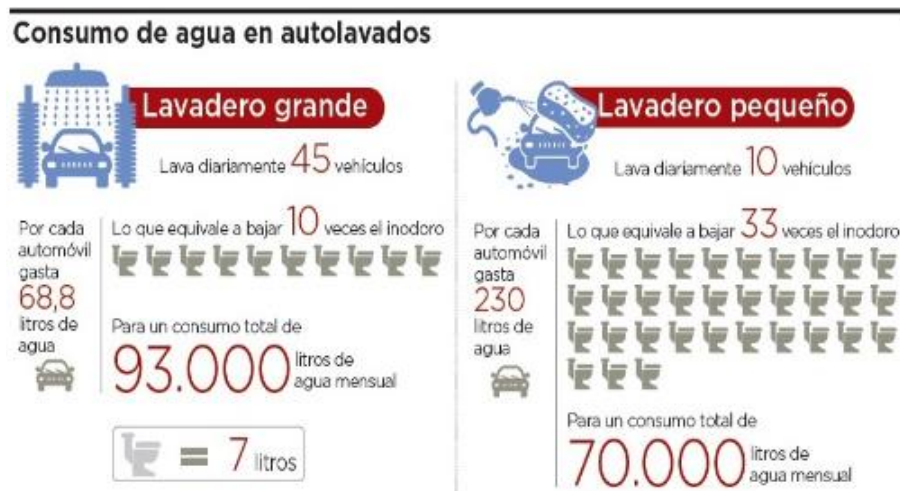 Consumo de agua en autolavados
Lavadero grande
Lava diariamente 45 vehículos
Por cada
automóvil
gasta
68,8
litros de
agua
Lo que equivale a bajar 10 veces el inodoro
Para un consumo total de
93.000 litros de
agua mensual
= 7 litros
Lavadero pequeño
Lava diariamente 10 vehículos
Por cada
automóvil
gasta
230
litros de
agua
Lo que equivale a bajar 33 veces el inodoro
Para un consumo total de
70.000 litros de
agua mensual